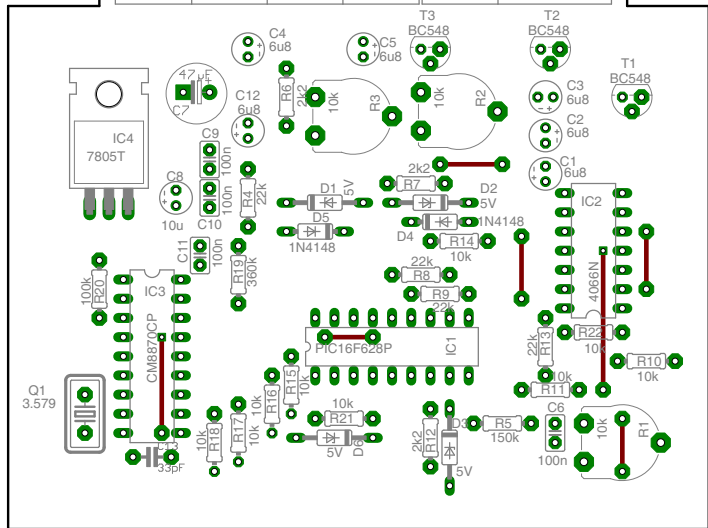 C4
6u8
C5
6u8
T3
BC548
T2
BC548
T1
BC548
47uF
C7
C12
6u8
R6
2k2
10k
R3
10k
R2
C3
6u8
C2
6u8
C1
6u8
IC4
7805T
C9
100n
C10
100n
C8
10u
R4
22k
D1
5V
D5
1N4148
2k2
R7
D2
5V
D4
1N4148
R14
10k
IC2
4066N
C11
100n
R19
360k
22k
R8
R9
22k
100k
R20
IC3
CM8870CP
PIC16F628P
IC1
22k
R13
R22
10k
R10
10k
10k
R11
Q1
3.579
R15
10k
R16
10k
10k
R21
R17
10k
10k
R18
C13
33pF
5V
D6
2k2
R12
D3
5V
R5
150k
C6
100n
10k
R1